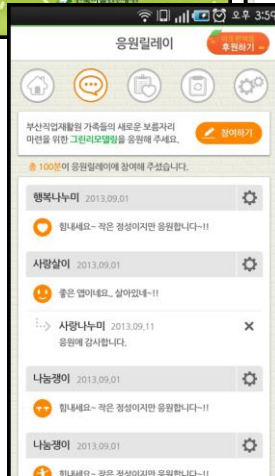 오후 3:59
응원릴레이
후원하기
부산직업재활원 가족들의 새로운 보름자리
마련을 위한 그린리모델링을 응원해 주세요.
참여하기
총 100분이 응원릴레이에 참여해 주셨습니다.
행복나누미 2013.09.01
힘내세요~ 작은 정성이지만 응원합니다~!!
사랑살이 2013.09.01
좋은 앱이네요.. 살아있네~!!
사랑나누미 2013.09.11
응원에 감사합니다.
나눔쟁이 2013.09.01
힘내세요~ 작은 정성이지만 응원합니다~!!
나눔쟁이 2013.09.01
힘내세요~ 작은 정성이지만 응원합니다~!!